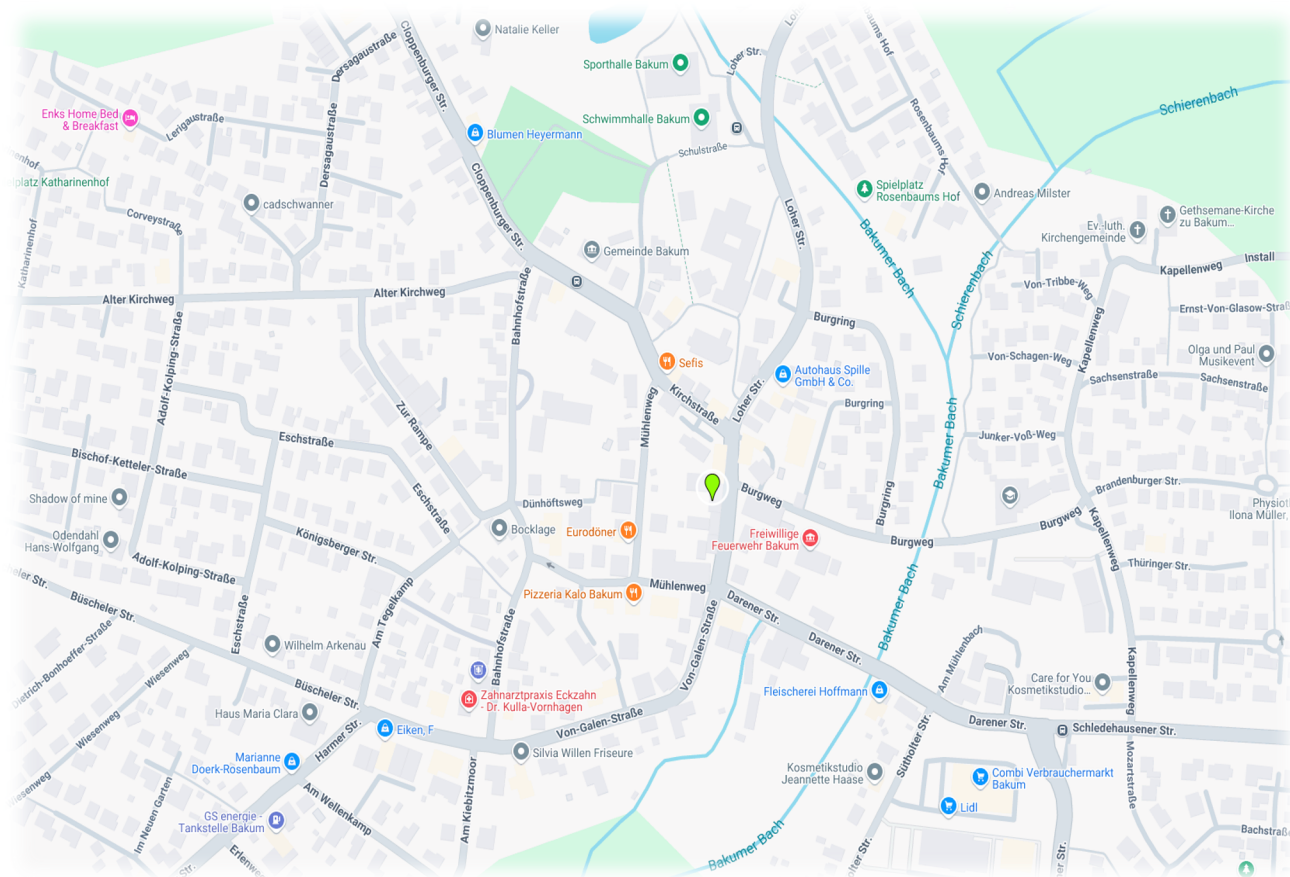 Natalie Keller
Cloppenburger Str.
Dersagaustraße
Loher Str.
Rosenbaums Hof
Sporthalle Bakum
Loher Str.
Schierenbach
Enks Home Bed
& Breakfast
Lerigaustraße
Dersagaustraße
Blumen Heyermann
Schwimmhalle Bakum
Schulstraße
Rosenbaums Hof
Katharinenhof
cadschwanner
Corveystraße
Katharinenhof
Cloppenburger Str.
Loher Str.
Spielplatz
Rosenbaums Hof
Andreas Milster
Gethsemane-Kirche
zu Bakum...
Ev.-luth.
Kirchengemeinde
Gemeinde Bakum
Bakumer Bach
Schierenbach
Kapellenweg
Install
Alter Kirchweg
Alter Kirchweg
Bahnhofstraße
Von-Tribbe-Weg
Ernst-Von-Glasow-Straß
Burgring
Kapellenweg
Adolf-Kolping-Straße
Sefis
Autohaus Spille
GmbH & Co.
Von-Schagen-Weg
Olga und Paul
Musikevent
Sachsenstraße
Sachsenstraße
Zur Rampe
Mühlenweg
Kirchstraße
Loher Str.
Burgring
Bakumer Bach
Junker-Voß-Weg
Eschstraße
Bischof-Ketteler-Straße
Shadow of mine
Eschstraße
Dünhöftsweg
Burgweg
Burgring
Brandenburger Str.
Physiot
Ilona Müller,
Odendahl
Hans-Wolfgang
Königsberger Str.
Bocklage
Eurodöner
Freiwillige
Feuerwehr Bakum
Burgweg
Burgweg
Kapellenweg
Thüringer Str.
Adolf-Kolping-Straße
Büscheler Str.
Eschstraße
Am Tegelkamp
Bahnhofstraße
Pizzeria Kalo Bakum
Mühlenweg
Darener Str.
Darener Str.
Bakumer Bach
Dietrich-Bonhoeffer-Straße
Wiesenweg
Wilhelm Arkenau
Von-Galen-Straße
Am Mühlenbach
Kapellenweg
Büscheler Str.
Zahnarztpraxis Eckzahn
- Dr. Kulla-Vornhagen
Fleischerei Hoffmann
Care for You
Kosmetikstudio...
Haus Maria Clara
Wiesenweg
Harmer Str.
Eiken, F
Von-Galen-Straße
Darener Str.
Schledehausener Str.
Marianne
Doerk-Rosenbaum
Silvia Willen Friseure
Sittholter Str.
Mozartstraße
Kosmetikstudio
Jeannette Haase
Combi Verbrauchermarkt
Bakum
Lidl
Wiesenweg
Im Neuen Garten
Am Wellenkamp
Am Kiebitzmoor
GS energie -
Tankstelle Bakum
Bachstraß
Erlenweg
Bakumer Bach